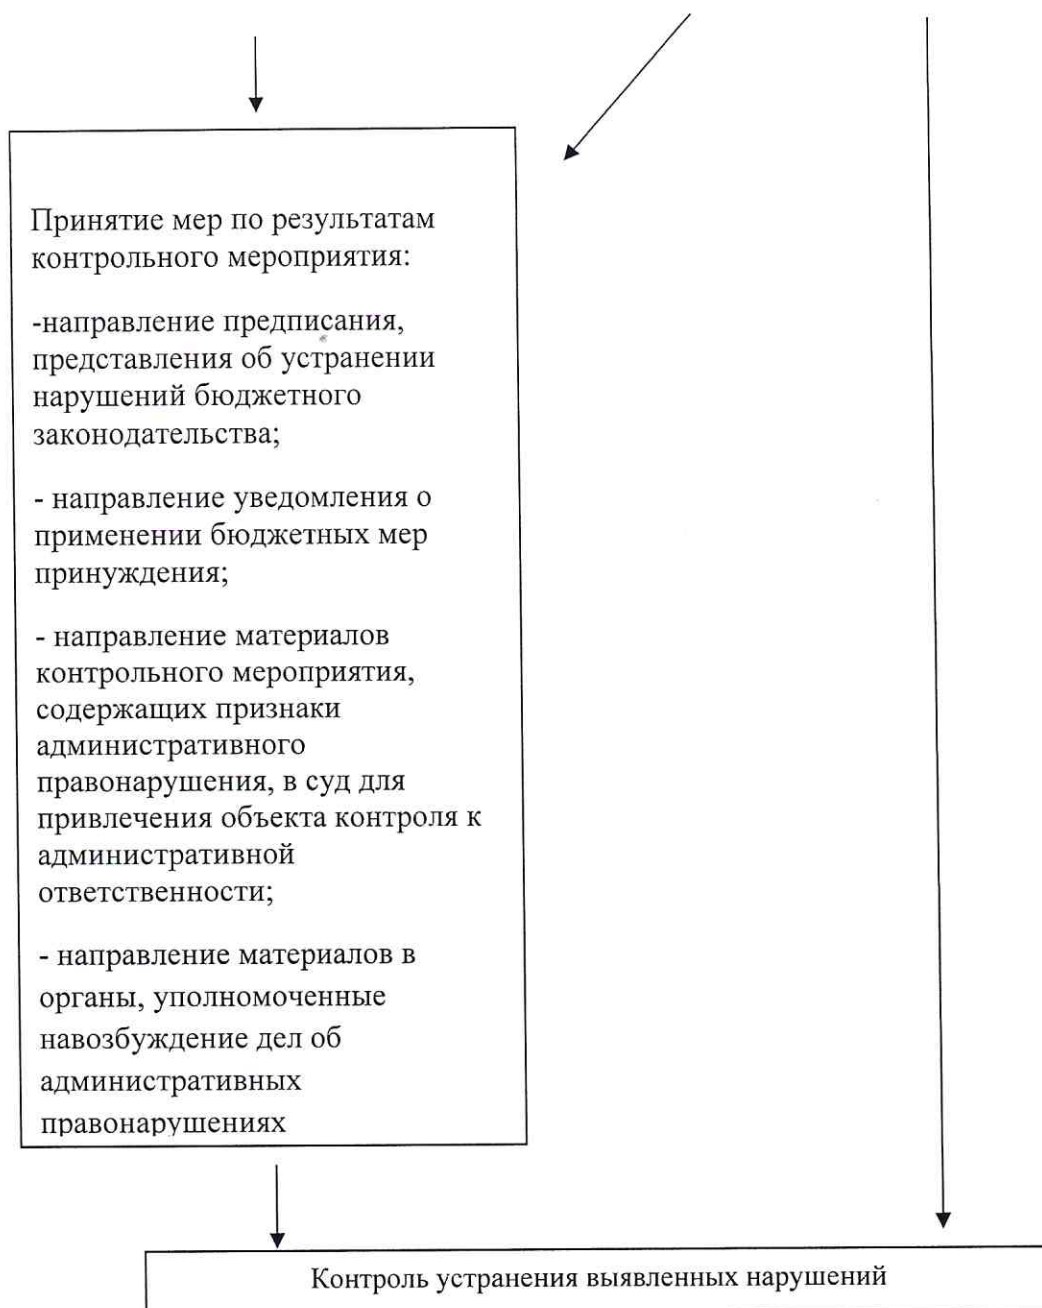 Принятие мер по результатам
контрольного мероприятия:
-направление предписания,
представления об устранении
нарушений бюджетного
законодательства;
- направление уведомления о
применении бюджетных мер
принуждения;
- направление материалов
контрольного мероприятия,
содержащих признаки
административного
правонарушения, в суд для
привлечения объекта контроля к
административной
ответственности;
- направление материалов в
органы, уполномоченные
навозбуждение дел об
административных
правонарушениях
Контроль устранения выявленных нарушений